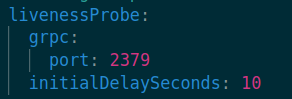 livenessProbe:
  grpc:
    port: 2379
  initialDelaySeconds: 10